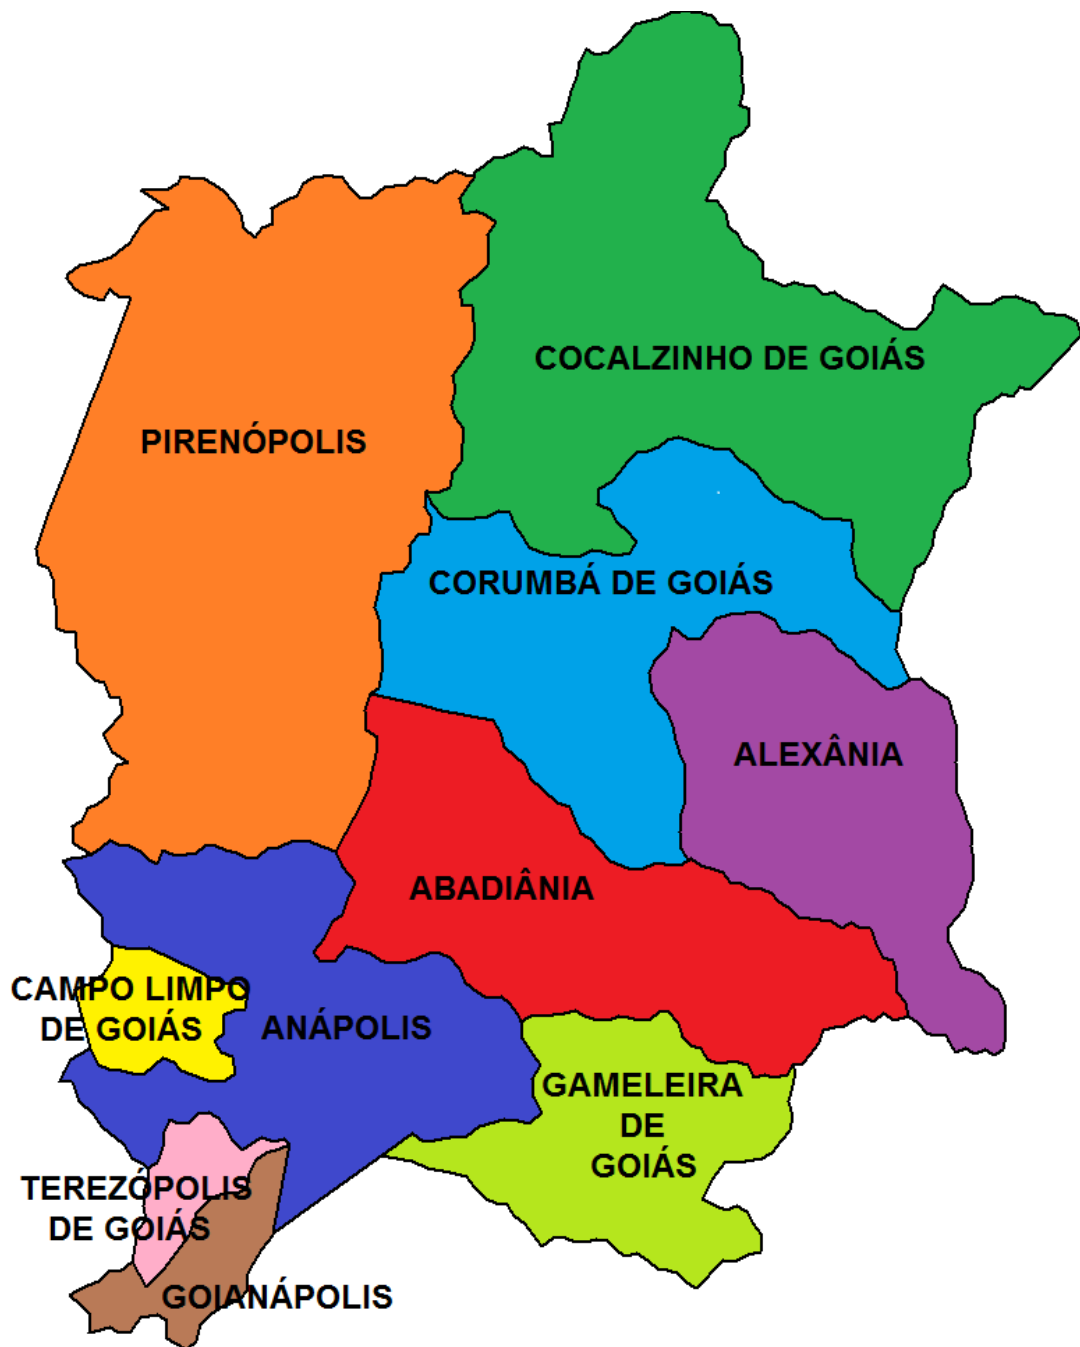 COCALZINHO DE GOIÁS
PIRENÓPOLIS
CORUMBÁ DE GOIÁS
ALEXÂNIA
ABADIÂNIA
CAMPO LIMPO
DE GOIÁS
ANÁPOLIS
GAMELEIRA
DE
GOIÁS
TEREZÓPOLIS
DE GOIÁS
GOIANÁPOLIS